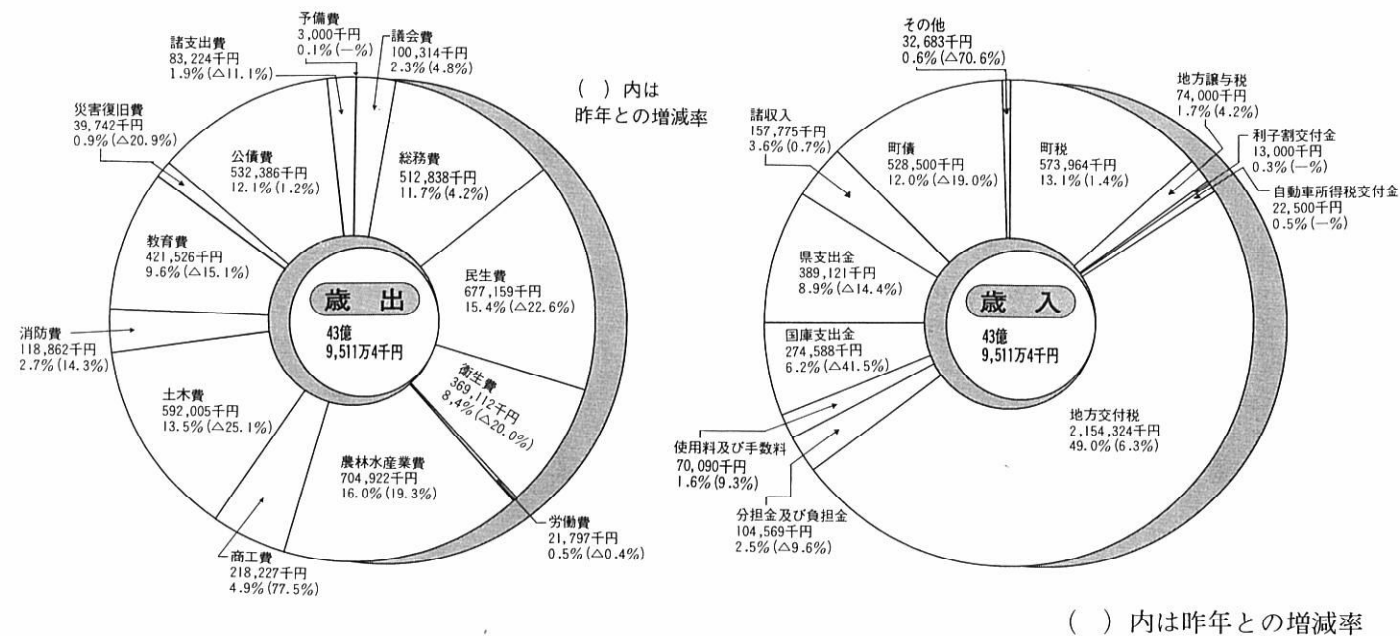 予備費
3,000千円
0.1%(―%)
議会費
100,314千円
2.3%(4.8%)
諸支出費
83,224千円
1.9%(△11.1%)
災害復旧費
39,742千円
0.9%(△20.9%)
公債費
532,386千円
12.1%(1.2%)
総務費
512,838千円
11.7%(4.2%)
( )内は
昨年との増減率
教育費
421,526千円
9.6%(△15.1%)
民生費
677,159千円
15.4%(△22.6%)
歳 出
43億
9,511万4千円
消防費
118,862千円
2.7%(14.3%)
衛生費
369,112千円
8,4%(△20.0%)
土木費
592,005千円
13.5%(△25.1%)
農林水産業費
704,922千円
16.0%(19.3%)
労働費
21,797千円
0.5%(△0.4%)
商工費
218,227千円
4.9%(77.5%)
その他
32,683千円
0.6%(△70.6%)
地方譲与税
74,000千円
1.7%(4.2%)
諸収入
157,775千円
3.6%(0.7%)
町債
528,500千円
12.0%(△19.0%)
町税
573,964千円
13.1%(1.4%)
利子割交付金
13,000千円
0.3%(―%)
自動車所得税交付金
22,500千円
0.5%(―%)
県支出金
389,121千円
8.9%(△14.4%)
歳 入
43億
9,511万4千円
国庫支出金
274,588千円
6.2%(△41.5%)
地方交付税
2,154,324千円
49.0%(6.3%)
使用料及び手数料
70,090千円
1.6%(9.3%)
分担金及び負担金
104,569千円
2.5%(△9.6%)
( )内は昨年との増減率